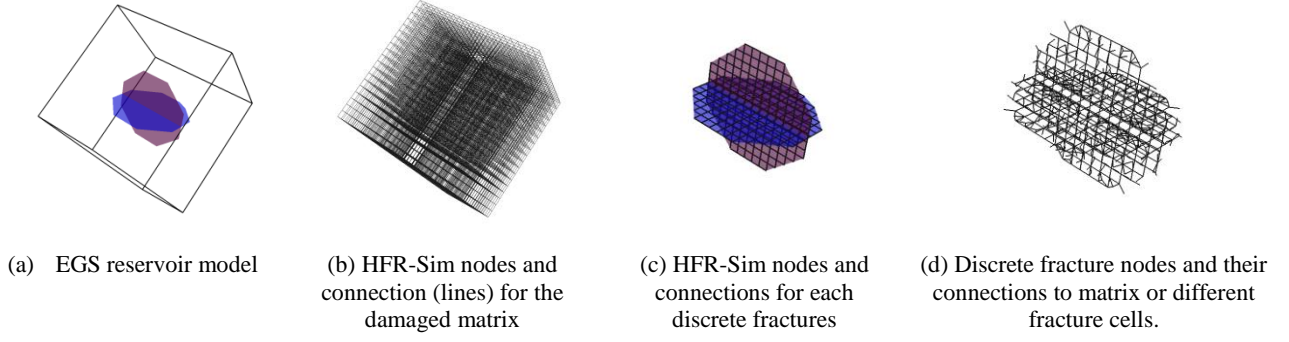 (a) EGS reservoir model
(b) HFR-Sim nodes and
connection (lines) for the
damaged matrix
(c) HFR-Sim nodes and
connections for each
discrete fractures
(d) Discrete fracture nodes and their
connections to matrix or different
fracture cells.